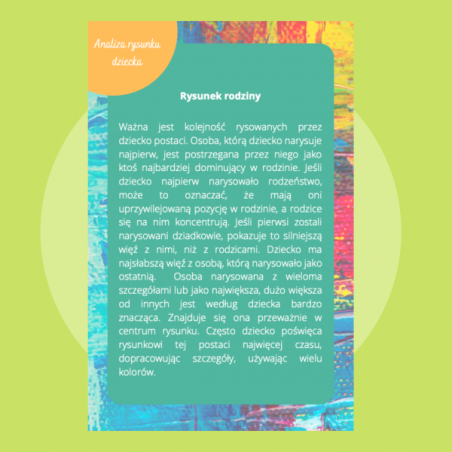 Analiza rysunku
dziecka
Rysunek rodziny
Ważna jest kolejność rysowanych przez
dziecko postaci. Osoba, którą dziecko narysuje
najpierw, jest postrzegana przez niego jako
ktoś najbardziej dominujący w rodzinie. Jeśli
dziecko najpierw narysowało rodzeństwo,
może to oznaczać, że mają oni
uprzywilejowaną pozycję w rodzinie, a rodzice
się na nim koncentrują. Jeśli pierwsi zostali
narysowani dziadkowie, pokazuje to silniejszą
więź z nimi, niż z rodzicami. Dziecko ma
najsłabszą więź z osobą, którą narysowało jako
ostatnią. Osoba narysowana z wieloma
szczegółami lub jako największa, dużo większa
od innych jest według dziecka bardzo
znacząca. Znajduje się ona przeważnie w
centrum rysunku. Często dziecko poświęca
rysunkowi tej postaci najwięcej czasu,
dopracowując szczegóły, używając wielu
kolorów.